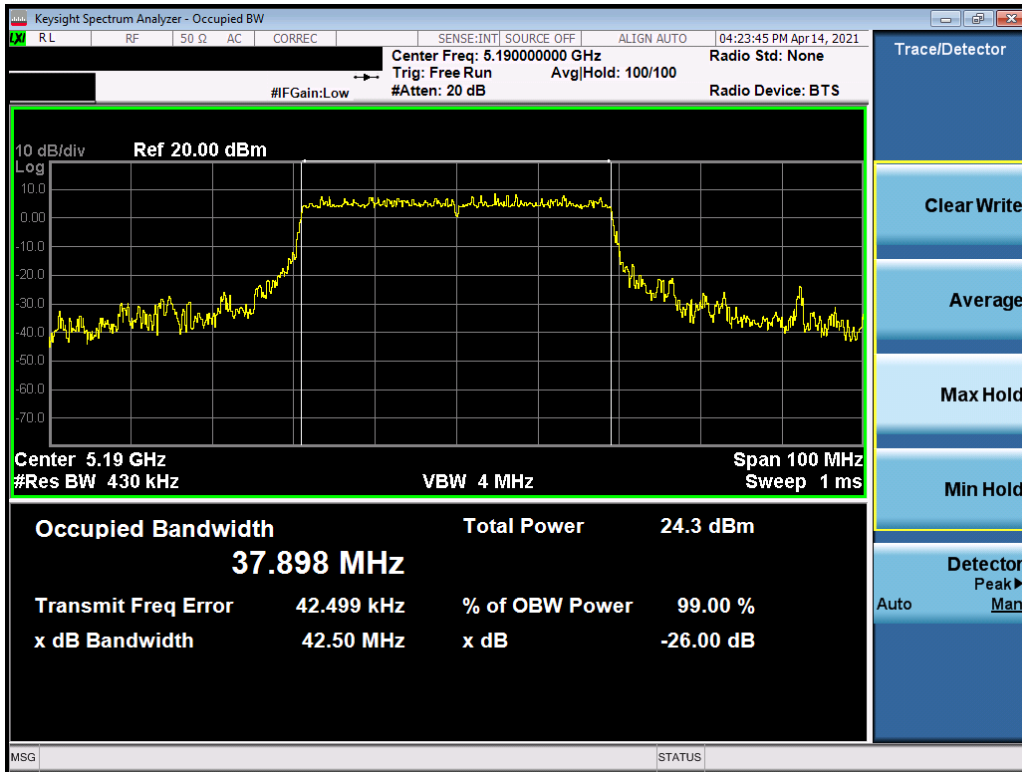 Keysight Spectrum Analyzer - Occupied BW
LXI RL RF 50 Ω AC CORREC SENSE:INT SOURCE OFF ALIGN AUTO 04:23:45 PM Apr 14, 2021
Center Freq: 5.190000000 GHz Radio Std: None
Trig: Free Run Avg|Hold: 100/100
#IFGain:Low #Atten: 20 dB Radio Device: BTS
Trace/Detector
10 dB/div Ref 20.00 dBm
Log
10.0
0.00
-10.0
-20.0
-30.0
-40.0
-50.0
-60.0
-70.0
Center 5.19 GHz Span 100 MHz
#Res BW 430 kHz VBW 4 MHz Sweep 1 ms
Occupied Bandwidth Total Power 24.3 dBm
37.898 MHz
Transmit Freq Error 42.499 kHz % of OBW Power 99.00 %
x dB Bandwidth 42.50 MHz x dB -26.00 dB
Clear Write
Average
Max Hold
Min Hold
Detector
Peak▶
Auto Man
MSG STATUS